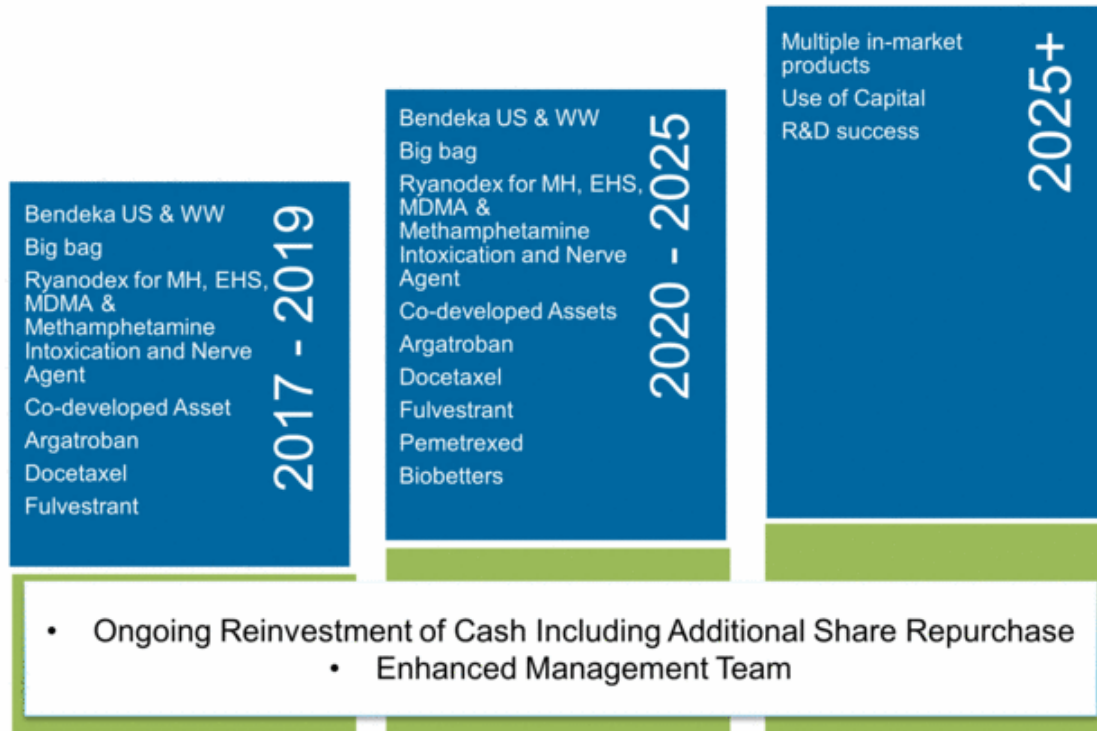 Bendeka US & WW
Big bag
Ryanodex for MH, EHS,
MDMA &
Methamphetamine
Intoxication and Nerve
Agent
Co-developed Asset
Argatroban
Docetaxel
Fulvestrant
2017 - 2019
Bendeka US & WW
Big bag
Ryanodex for MH, EHS,
MDMA &
Methamphetamine
Intoxication and Nerve
Agent
Co-developed Assets
Argatroban
Docetaxel
Fulvestrant
Pemetrexed
Biobetters
2020 - 2025
Multiple in-market
products
Use of Capital
R&D success
2025+
• Ongoing Reinvestment of Cash Including Additional Share Repurchase
• Enhanced Management Team